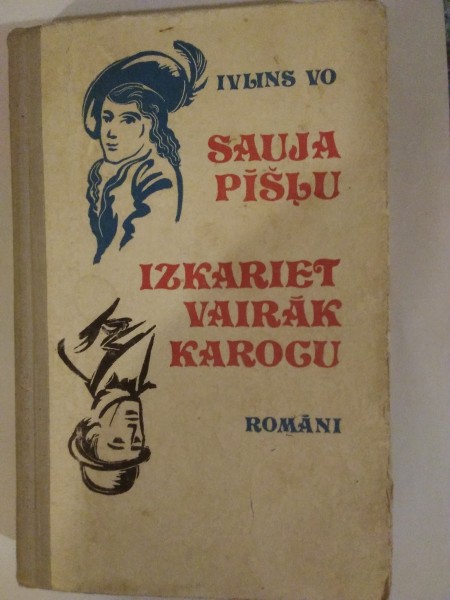 IVLINS VO
SAUJA
PĪŠĻU
IZKARIET
VAIRĀK
KAROGU
ROMĀNI